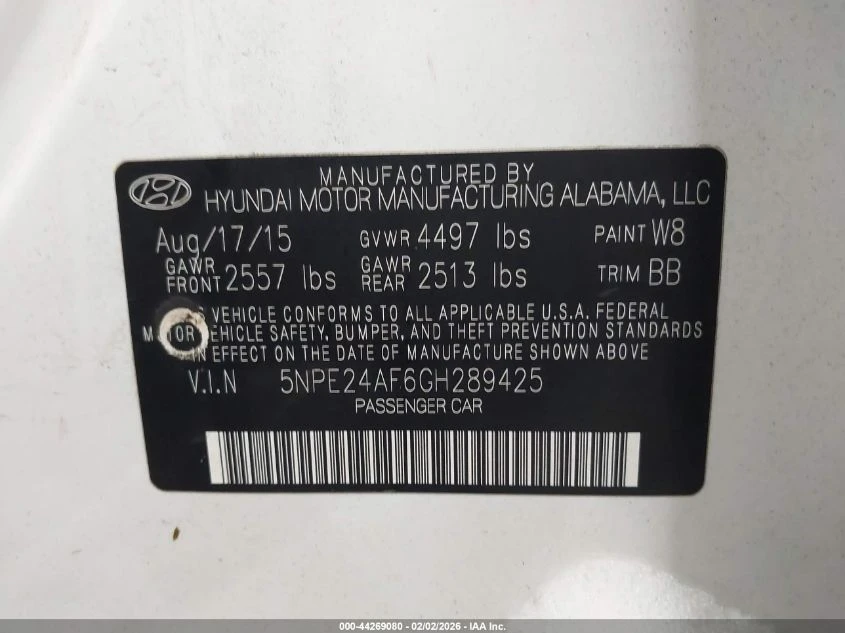 MANUFACTURED BY
HYUNDAI MOTOR MANUFACTURING ALABAMA, LLC
Aug/17/15 GVWR 4497 lbs PAINT W8
GAWR FRONT 2557 lbs GAWR REAR 2513 lbs TRIM BB
VEHICLE CONFORMS TO ALL APPLICABLE U.S.A. FEDERAL
VEHICLE SAFETY, BUMPER, AND THEFT PREVENTION STANDARDS
IN EFFECT ON THE DATE OF MANUFACTURE SHOWN ABOVE
V.I.N 5NPE24AF6GH289425
PASSENGER CAR
000-44269080 - 02/02/2026 - IAA Inc.